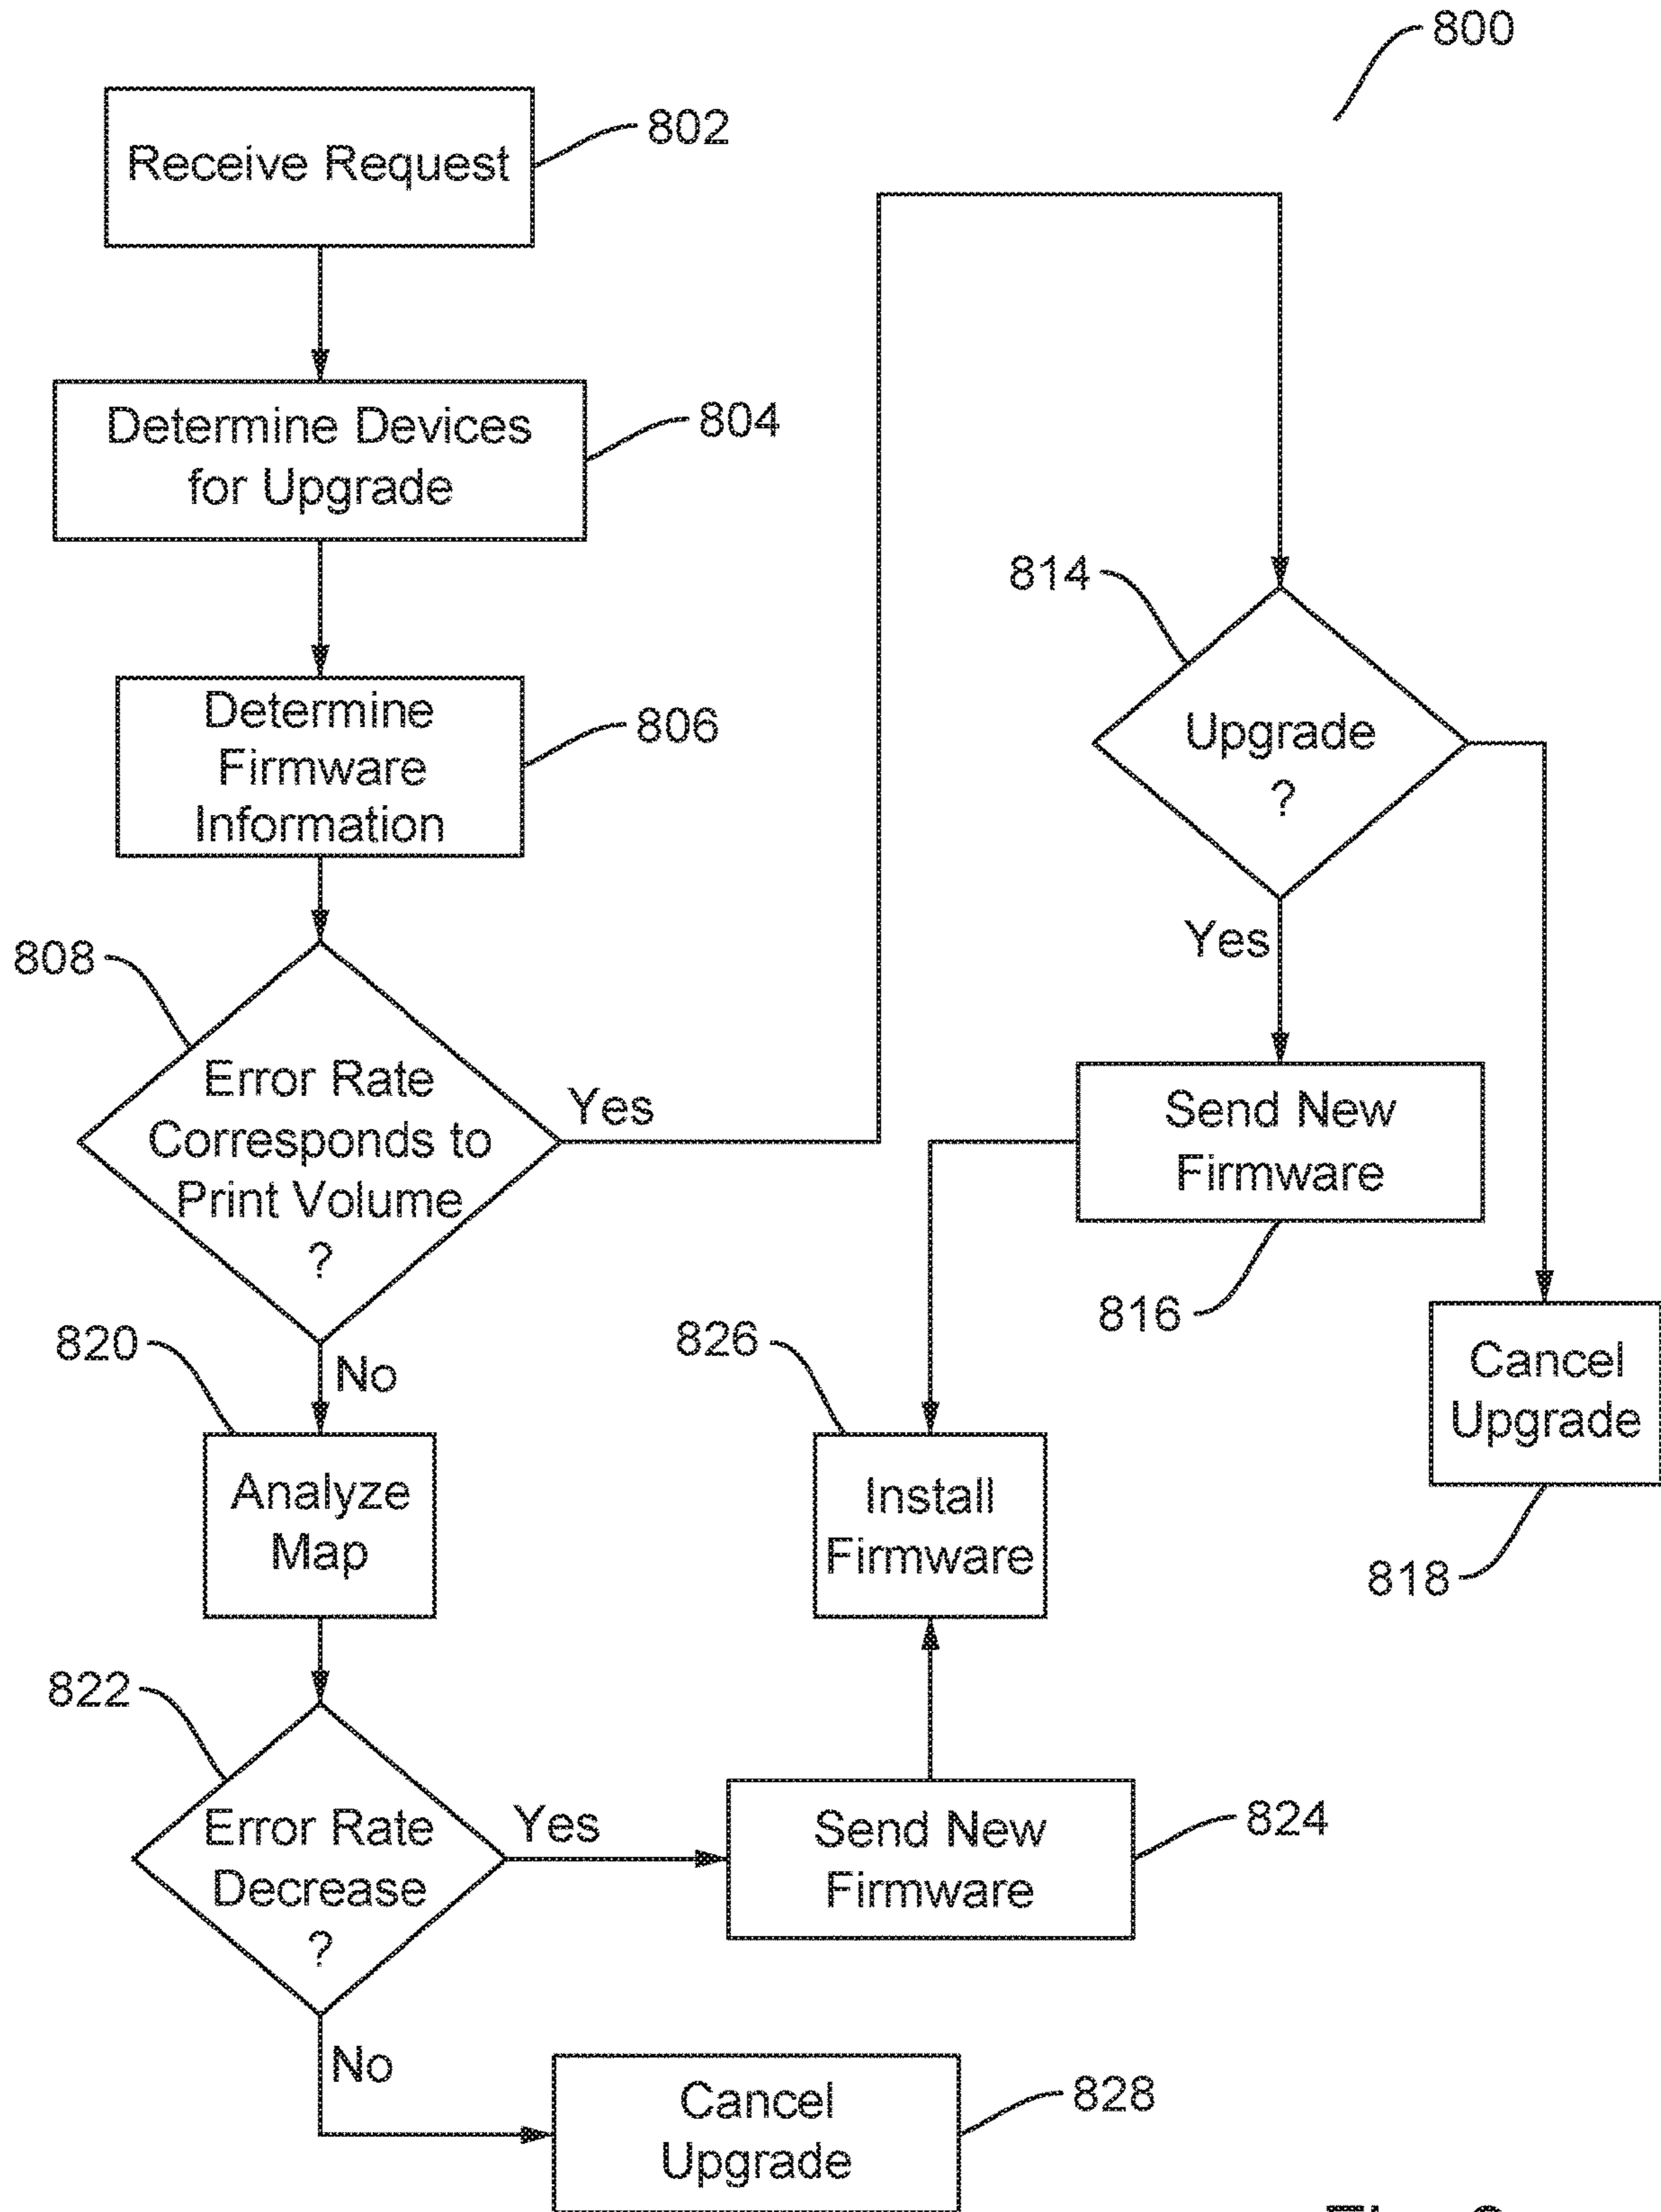 800
Receive Request
802
Determine Devices
for Upgrade
804
Determine
Firmware
Information
806
808
Error Rate
Corresponds to
Print Volume
?
Yes
No
814
Upgrade
?
Yes
Send New
Firmware
816
Cancel
Upgrade
818
820
Analyze
Map
826
Install
Firmware
822
Error Rate
Decrease
?
Yes
Send New
Firmware
824
No
Cancel
Upgrade
828